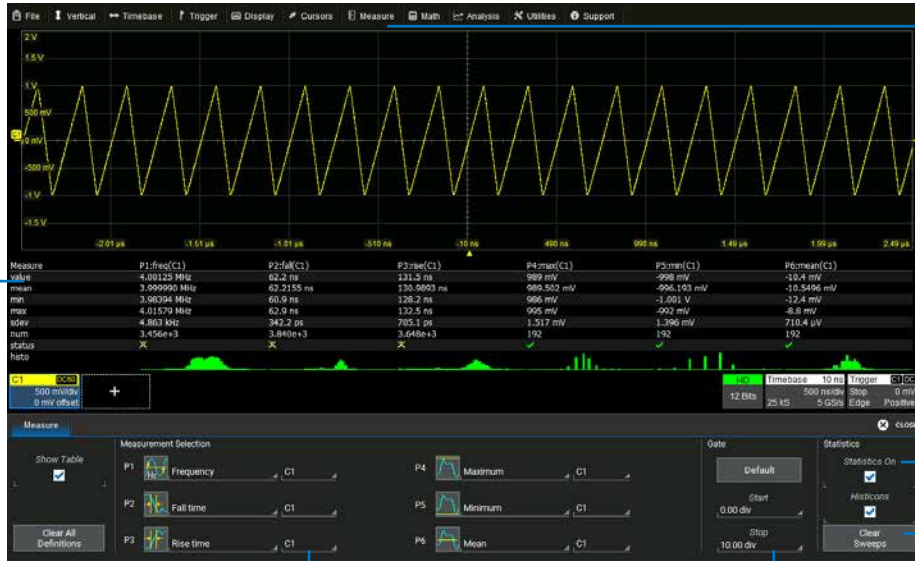 File Vertical Timebase Trigger Display Cursors Measure Math Analysis Utilities Support
2 V
1.5 V
1 V
500 mV
C1
0 mV
-500 mV
-1 V
-1.5 V
-2.01 µs -1.51 µs -1.01 µs -510 ns -10 ns 490 ns 990 ns 1.49 µs 1.99 µs 2.49 µs
Measure P1:freq(C1) P2:fall(C1) P3:rise(C1) P4:max(C1) P5:min(C1) P6:mean(C1)
value 4.00125 MHz 62.2 ns 131.5 ns 989 mV -998 mV -10.4 mV
mean 3.999990 MHz 62.2155 ns 130.9893 ns 989.502 mV -996.193 mV -10.5496 mV
min 3.98394 MHz 60.9 ns 128.2 ns 986 mV -1.001 V -12.4 mV
max 4.01579 MHz 62.9 ns 132.5 ns 995 mV -992 mV -8.8 mV
sdev 4.863 kHz 342.2 ps 705.1 ps 1.517 mV 1.396 mV 710.4 µV
num 3.456e+3 3.840e+3 3.648e+3 192 192 192
status
histo
C1 DC50
500 mV/div
0 mV offset
+
HD
12 Bits
Timebase 10 ns
500 ns/div
25 kS 5 GS/s
Trigger C1 DC
Stop 0 mV
Edge Positive
Measure
CLOSE
Show Table
Clear All
Definitions
Measurement Selection
P1 Frequency C1
P2 Fall time C1
P3 Rise time C1
P4 Maximum C1
P5 Minimum C1
P6 Mean C1
Gate
Default
Start
0.00 div
Stop
10.00 div
Statistics
Statistics On
Histicons
Clear
Sweeps